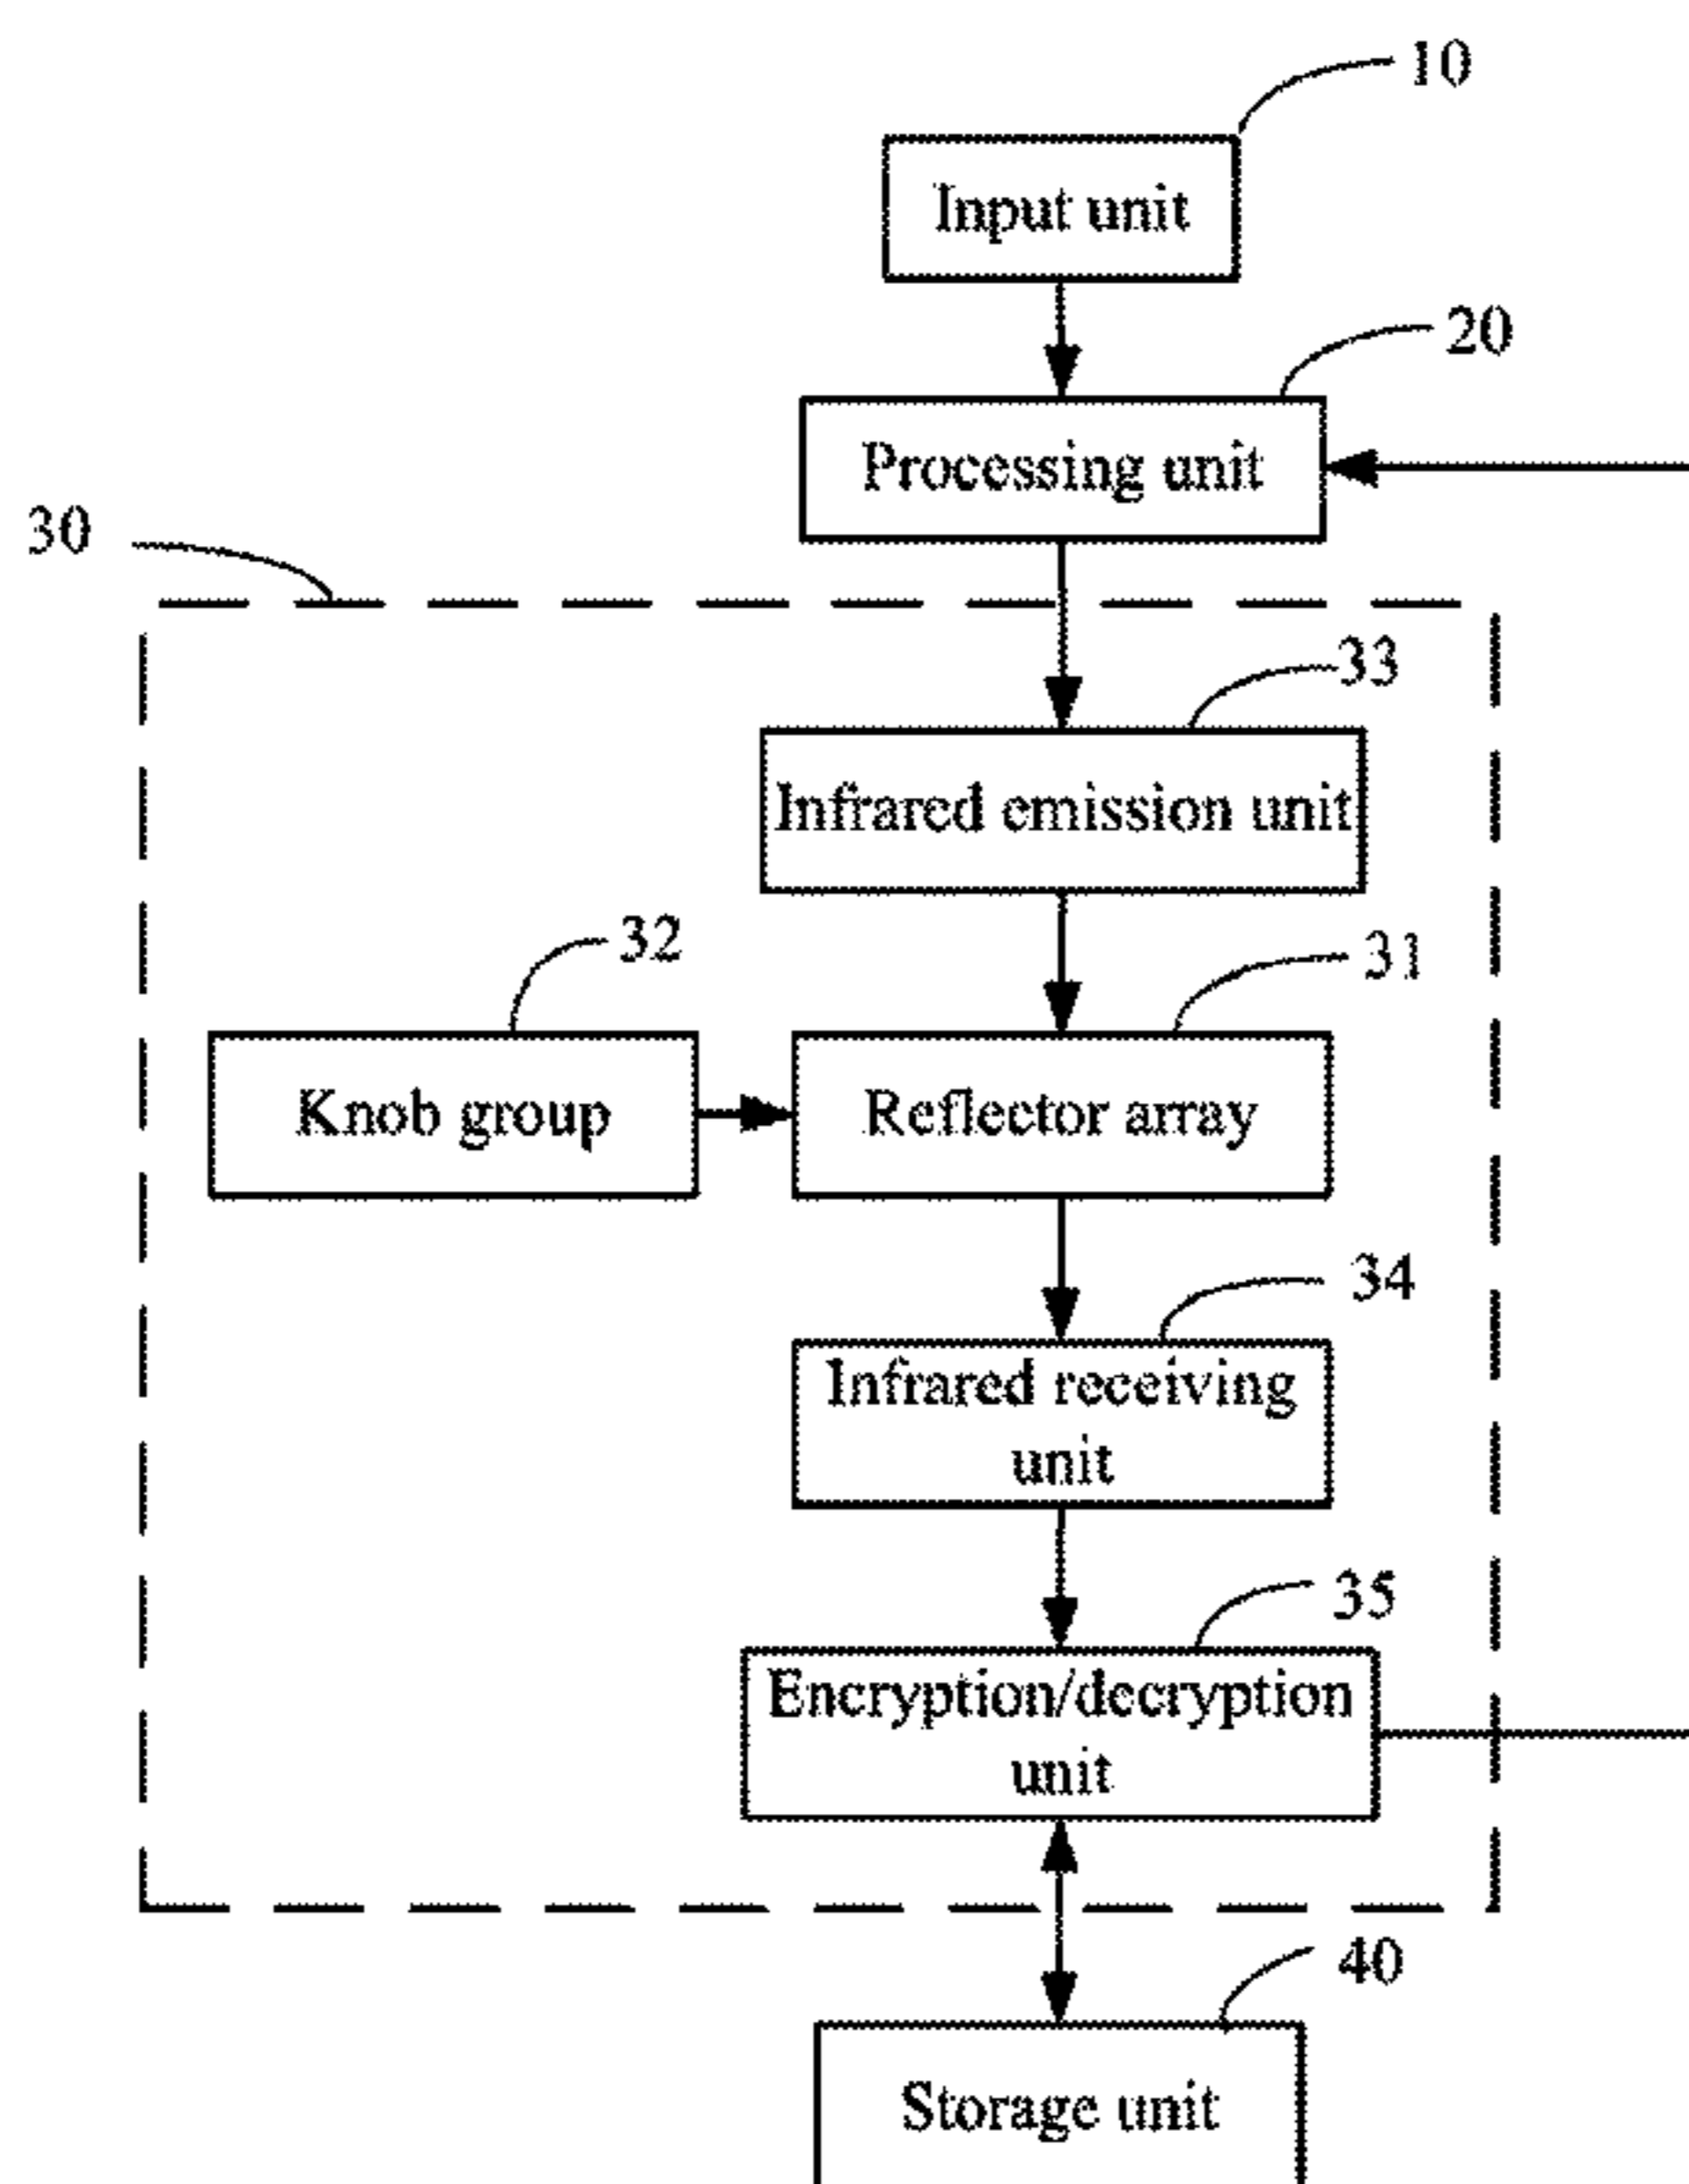 10
Input unit
20
Processing unit
30
33
Infrared emission unit
32
31
Knob group
Reflector array
34
Infrared receiving
unit
35
Encryption/decryption
unit
40
Storage unit